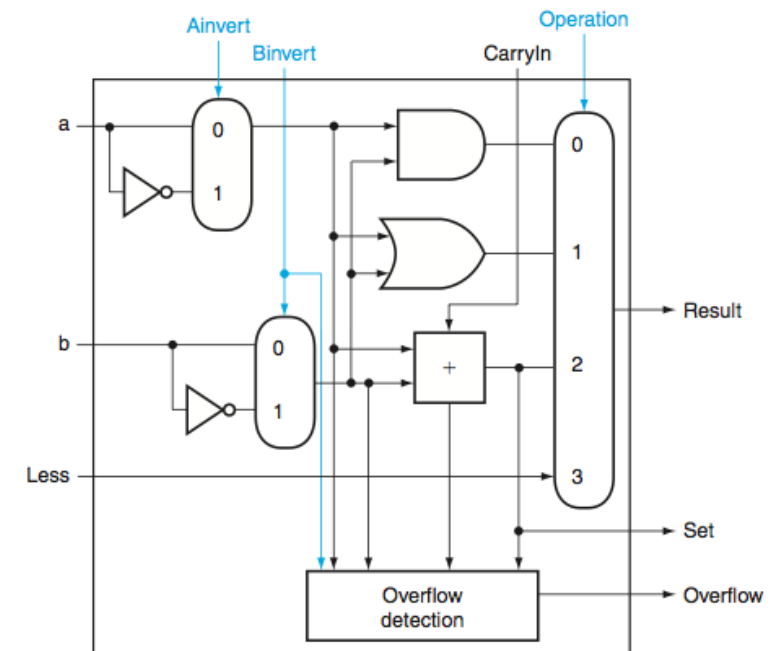 Operation
Ainvert
Binvert
CarryIn
a
0
0
1
1
Result
b
0
+
2
1
Less
3
Set
Overflow
detection
Overflow